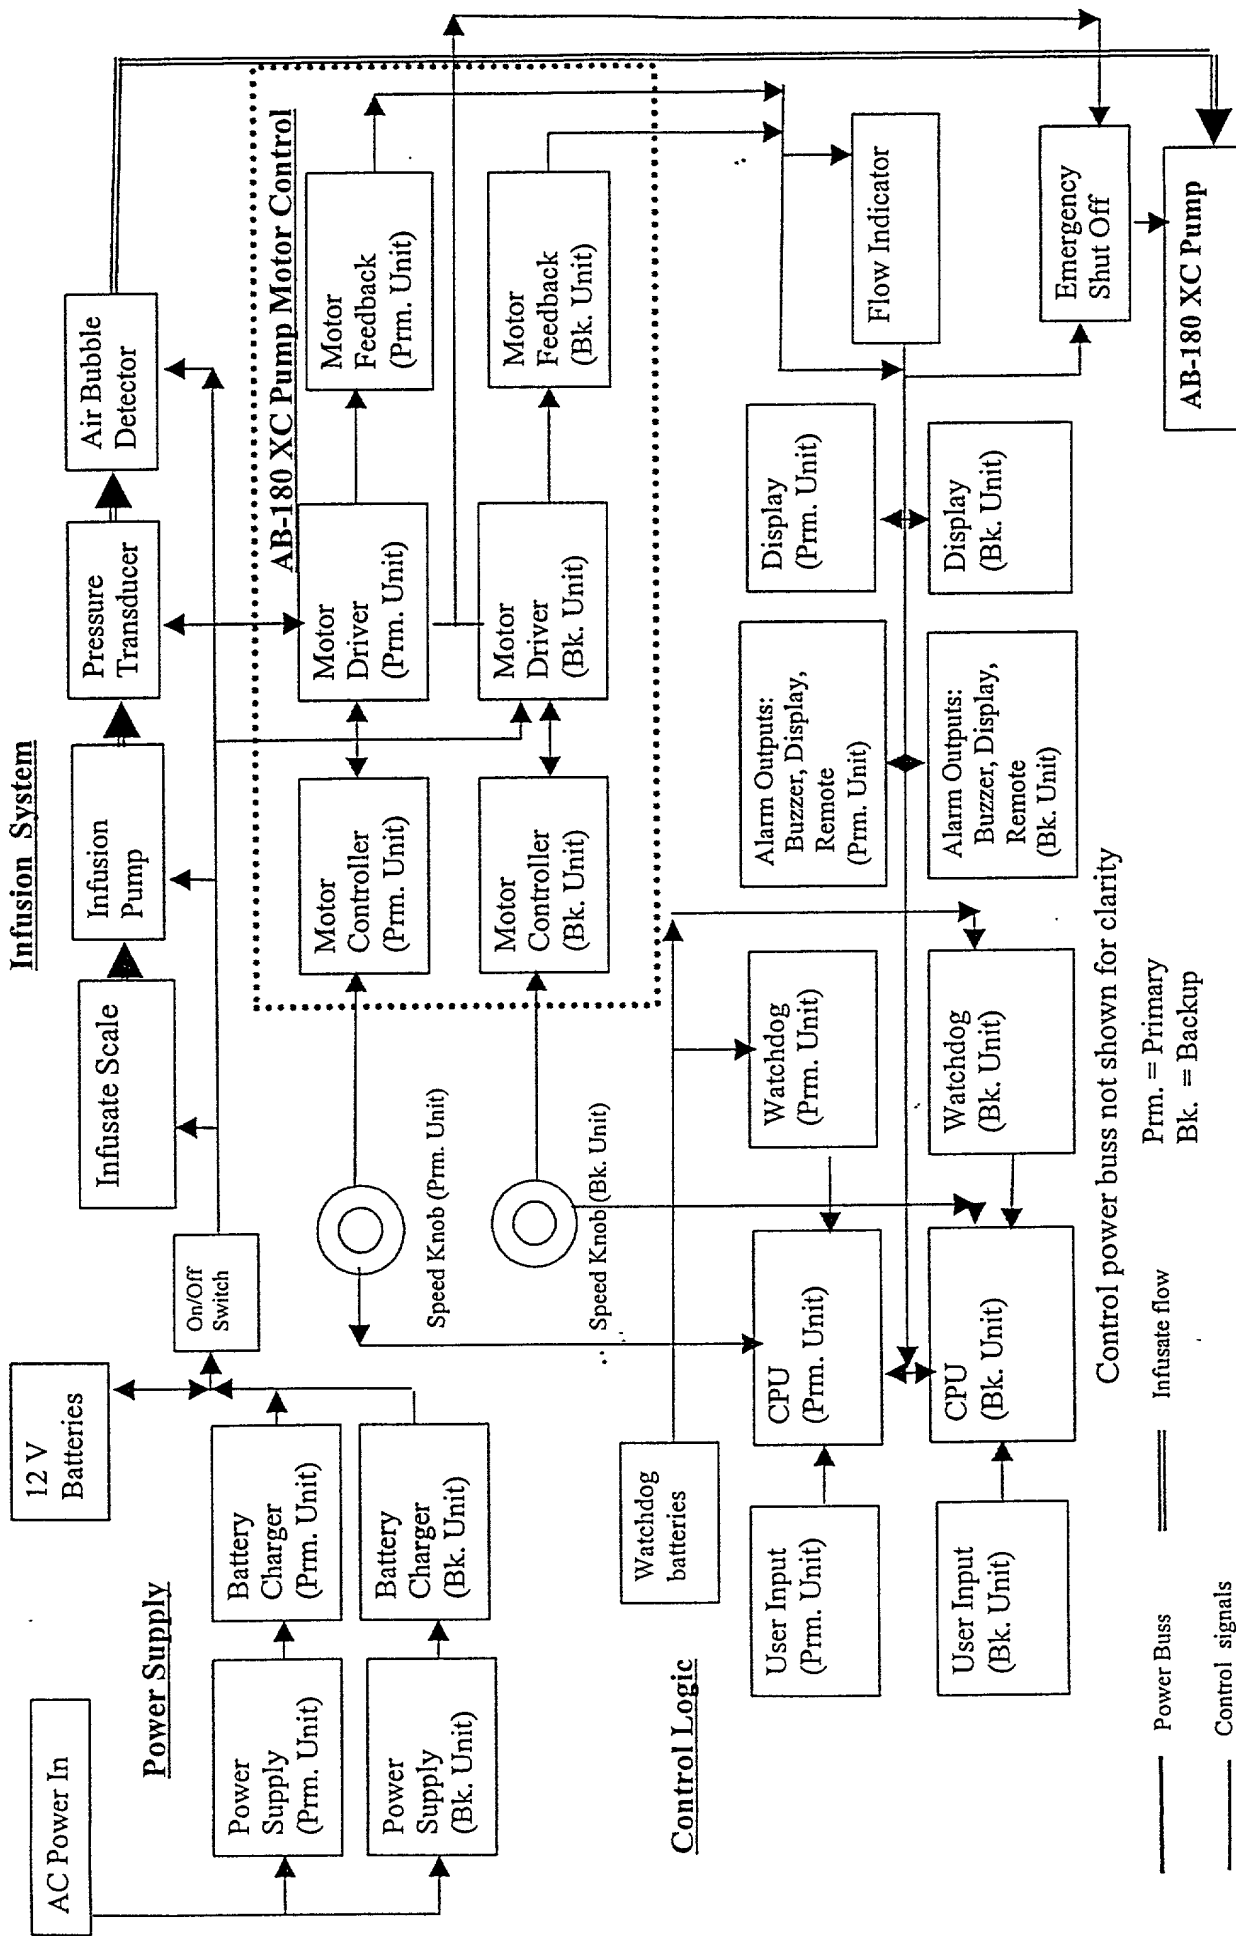 Infusion System
Infusate Scale
Infusion
Pump
Pressure
Transducer
Air Bubble
Detector
AC Power In
Power Supply
12 V
Batteries
On/Off
Switch
Power
Supply
(Prm. Unit)
Battery
Charger
(Prm. Unit)
Power
Supply
(Bk. Unit)
Battery
Charger
(Bk. Unit)
AB-180 XC Pump Motor Control
Motor
Controller
(Prm. Unit)
Motor
Driver
(Prm. Unit)
Motor
Feedback
(Prm. Unit)
Speed Knob (Prm. Unit)
Motor
Controller
(Bk. Unit)
Motor
Driver
(Bk. Unit)
Motor
Feedback
(Bk. Unit)
Speed Knob (Bk. Unit)
Control Logic
Watchdog
batteries
User Input
(Prm. Unit)
CPU
(Prm. Unit)
Watchdog
(Prm. Unit)
Alarm Outputs:
Buzzer, Display,
Remote
(Prm. Unit)
Display
(Prm. Unit)
Flow Indicator
User Input
(Bk. Unit)
CPU
(Bk. Unit)
Watchdog
(Bk. Unit)
Alarm Outputs:
Buzzer, Display,
Remote
(Bk. Unit)
Display
(Bk. Unit)
Emergency
Shut Off
AB-180 XC Pump
Control power buss not shown for clarity
Power Buss
Infusate flow
Prm. = Primary
Bk. = Backup
Control signals